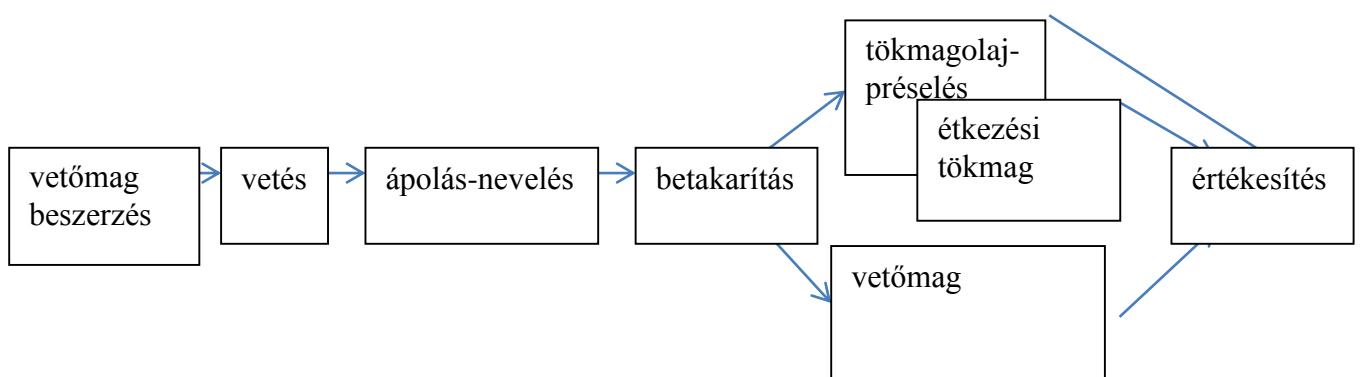 vetőmag
beszerzés
vetés
ápolás-nevelés
betakarítás
tökmagolaj-
préselés
étkezési
tökmag
vetőmag
értékesítés